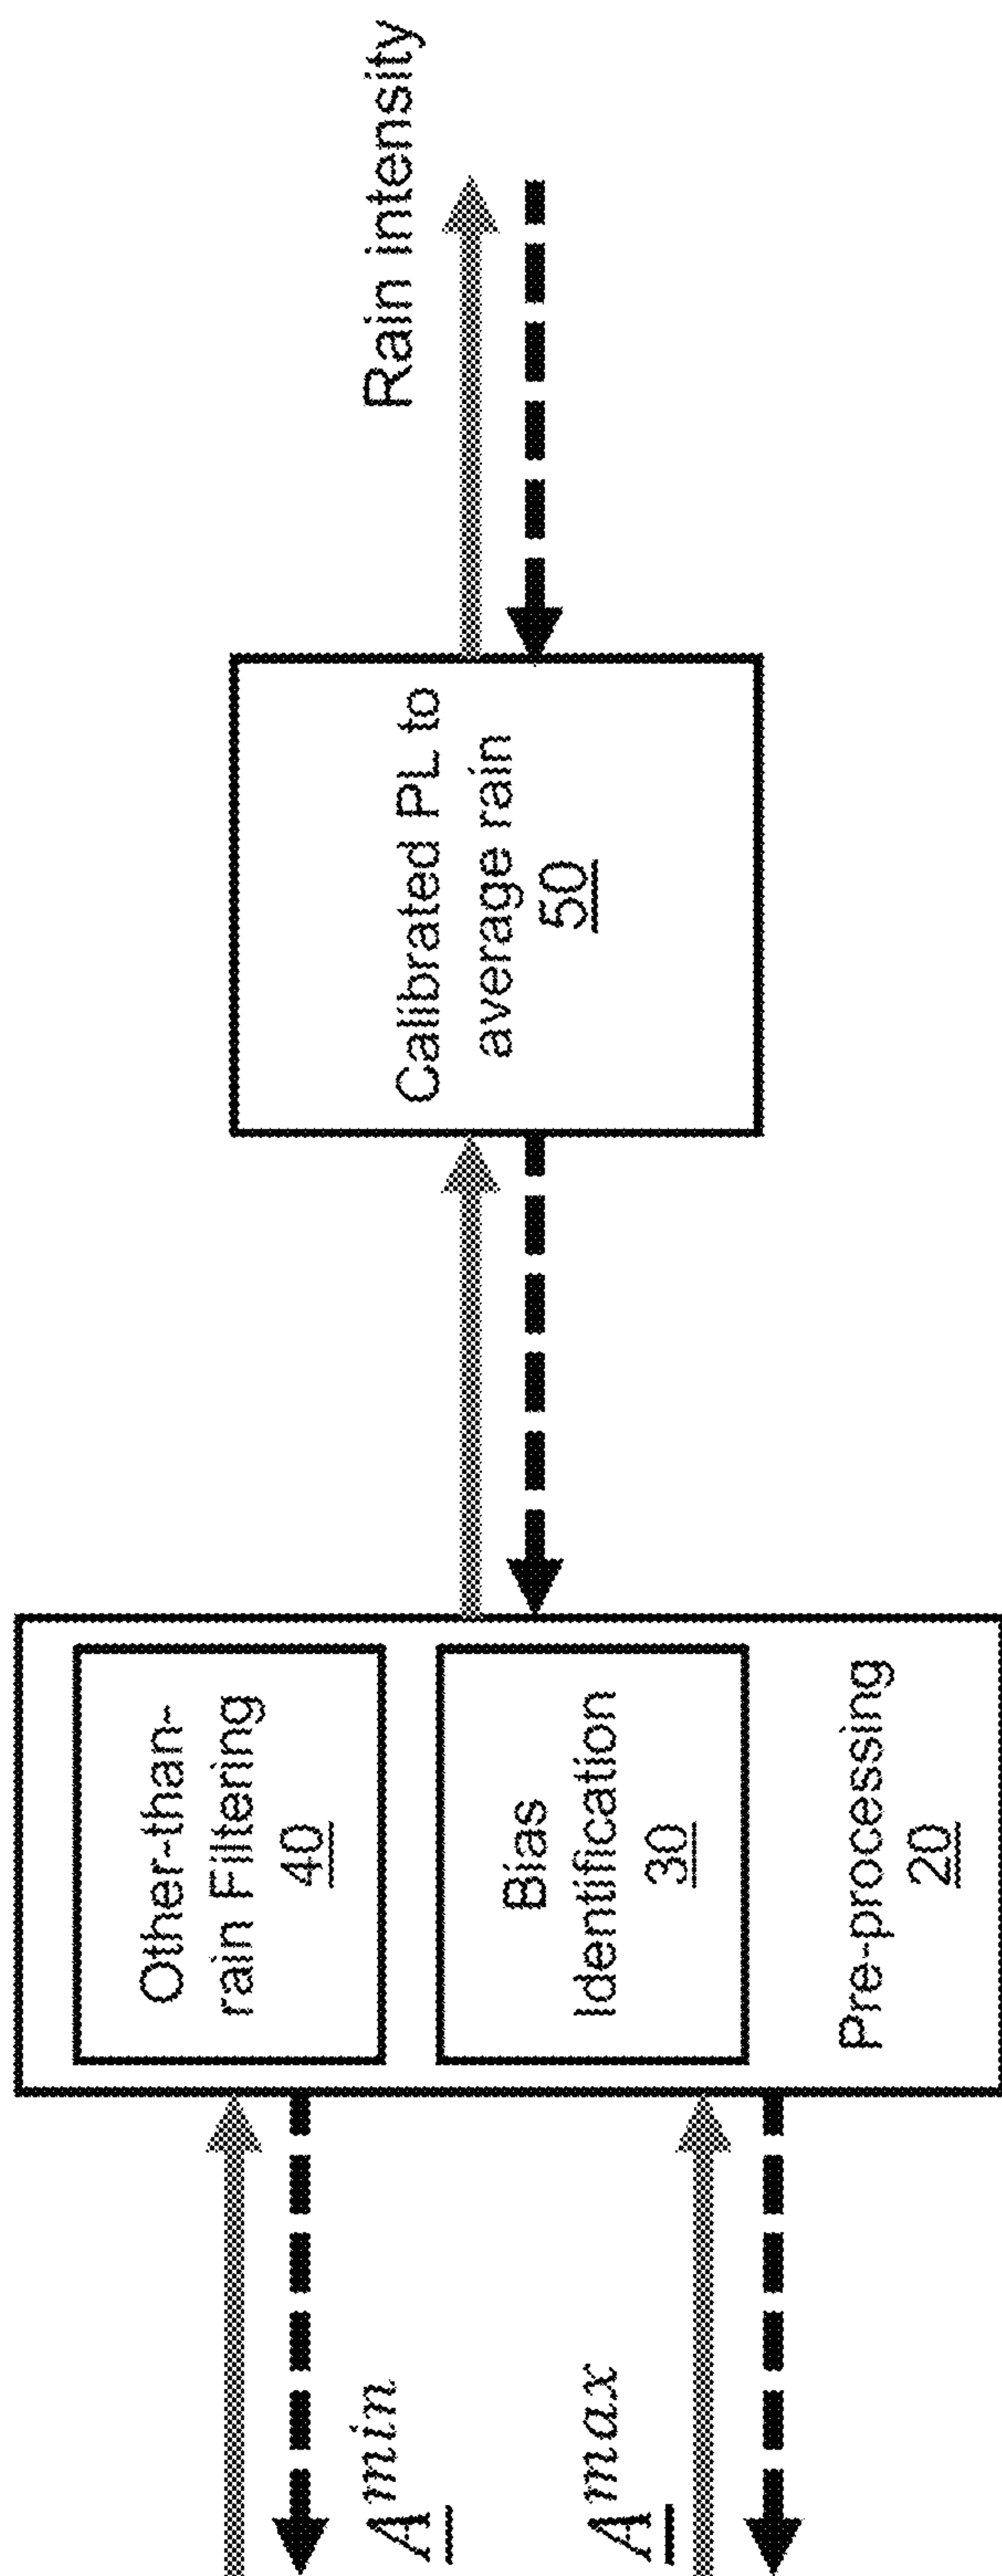 A^min
A^max
Other-than-
rain Filtering
40
Bias
Identification
30
Pre-processing
20
Calibrated PL to
average rain
50
Rain intensity